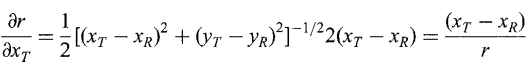 ∂r/∂x_T = 1/2 [(x_T − x_R)² + (y_T − y_R)²]^{−1/2} 2(x_T − x_R) = (x_T − x_R)/r